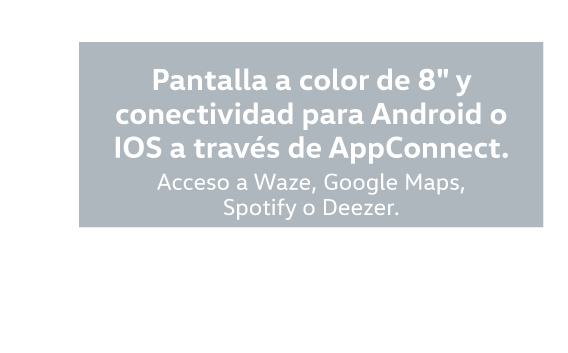 Pantalla a color de 8" y
conectividad para Android o
IOS a través de AppConnect.
Acceso a Waze, Google Maps,
Spotify o Deezer.